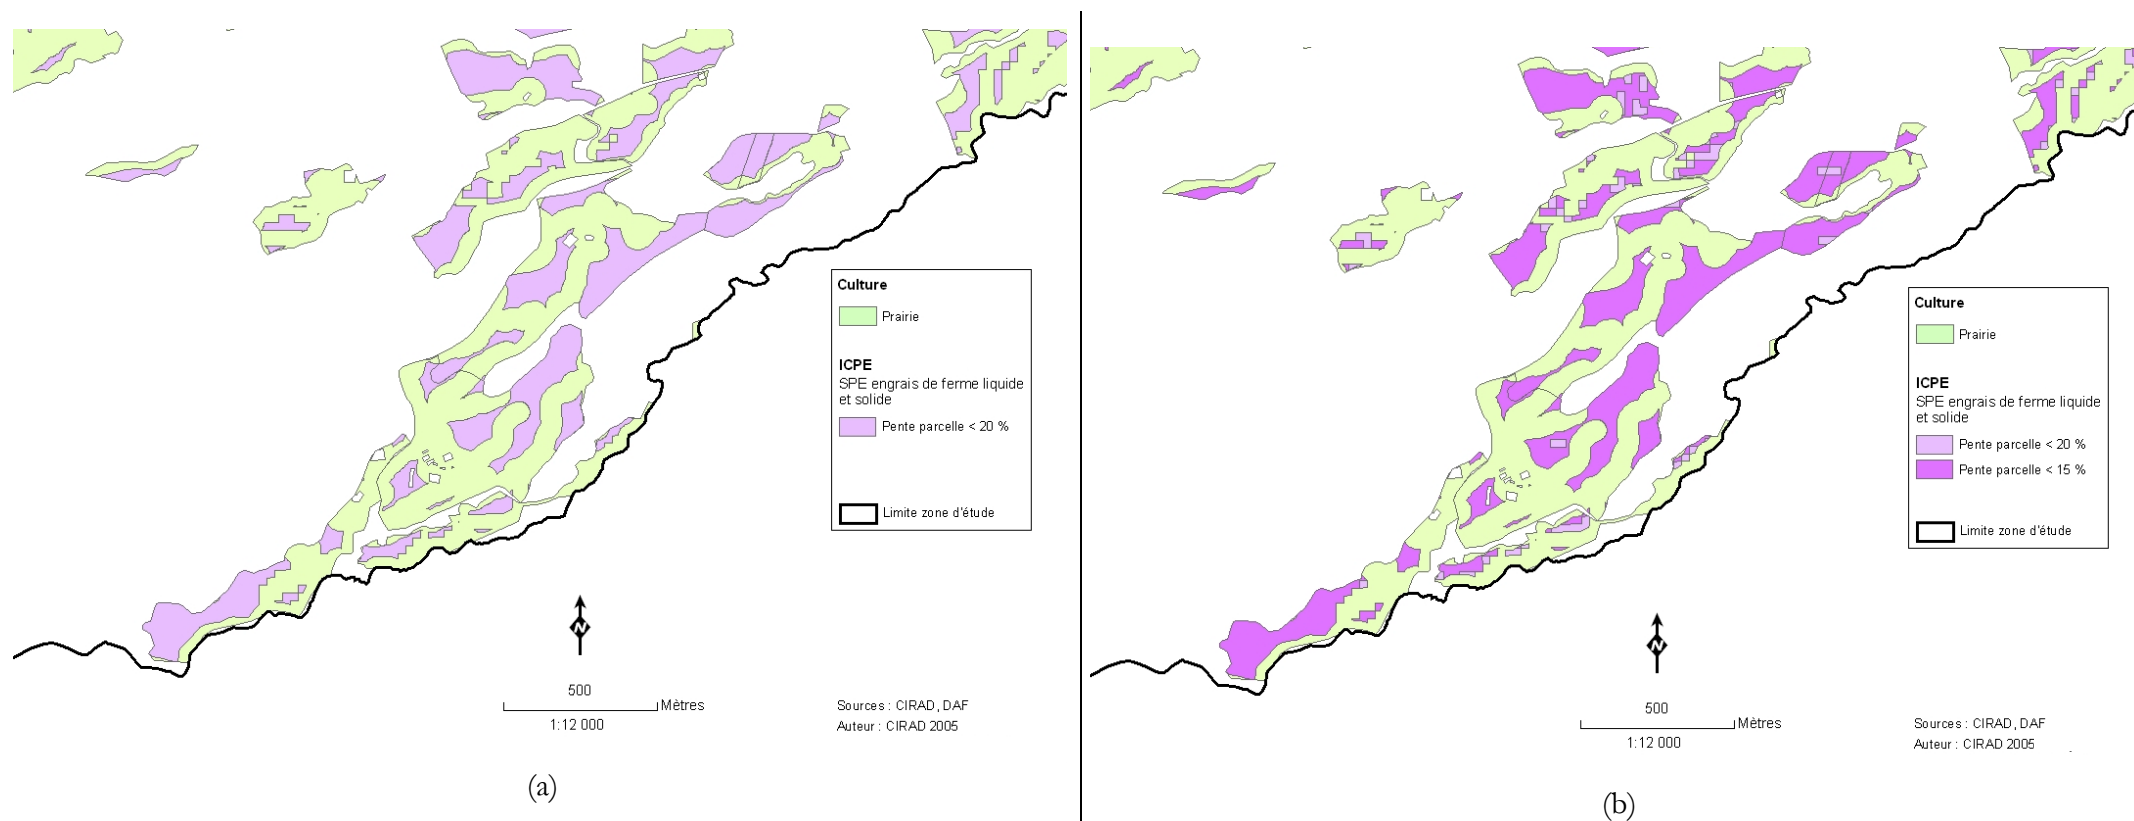 Culture
Prairie
ICPE
SPE engrais de ferme liquide
et solide
Pente parcelle < 20 %
Limite zone d'étude
N
500
Mètres
1:12 000
Sources : CIRAD, DAF
Auteur : CIRAD 2005
(a)
Culture
Prairie
ICPE
SPE engrais de ferme liquide
et solide
Pente parcelle < 20 %
Pente parcelle < 15 %
Limite zone d'étude
N
500
Mètres
1:12 000
Sources : CIRAD, DAF
Auteur : CIRAD 2005
(b)